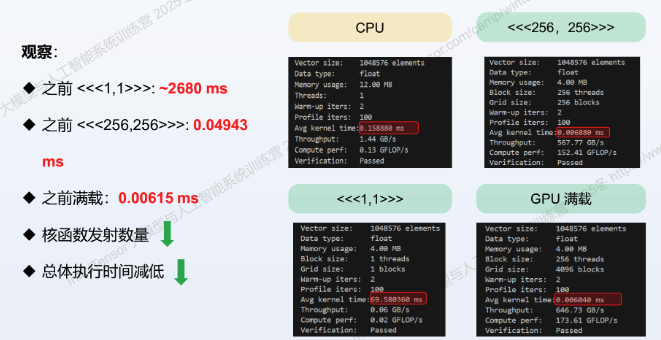 观察：
◆ 之前 <<<1,1>>>: ~2680 ms
◆ 之前 <<<256,256>>>: 0.04943
ms
◆ 之前满载：0.00615 ms
◆ 核函数发射数量
◆ 总体执行时间减低
CPU
Vector size: 1048576 elements
Data type: float
Memory usage: 12.00 MB
Threads: 1
Warm-up iters: 2
Profile iters: 100
Avg kernel time: 8.158880 ms
Throughput: 1.44 GB/s
Compute perf: 0.13 GFLOP/s
Verification: Passed
<<<256, 256>>>
Vector size: 1048576 elements
Data type: float
Memory usage: 4.00 MB
Block size: 256 threads
Grid size: 256 blocks
Warm-up iters: 2
Profile iters: 100
Avg kernel time:0.006880 ms
Throughput: 567.77 GB/s
Compute perf: 152.41 GFLOP/s
Verification: Passed
<<<1,1>>>
Vector size: 1048576 elements
Data type: float
Memory usage: 4.00 MB
Block size: 1 threads
Grid size: 1 blocks
Warm-up iters: 2
Profile iters: 100
Avg kernel time:69.580360 ms
Throughput: 0.06 GB/s
Compute perf: 0.02 GFLOP/s
Verification: Passed
GPU 满载
Vector size: 1048576 elements
Data type: float
Memory usage: 4.00 MB
Block size: 256 threads
Grid size: 4096 blocks
Warm-up iters: 2
Profile iters: 100
Avg kernel time:0.006040 ms
Throughput: 646.73 GB/s
Compute perf: 173.61 GFLOP/s
Verification: Passed